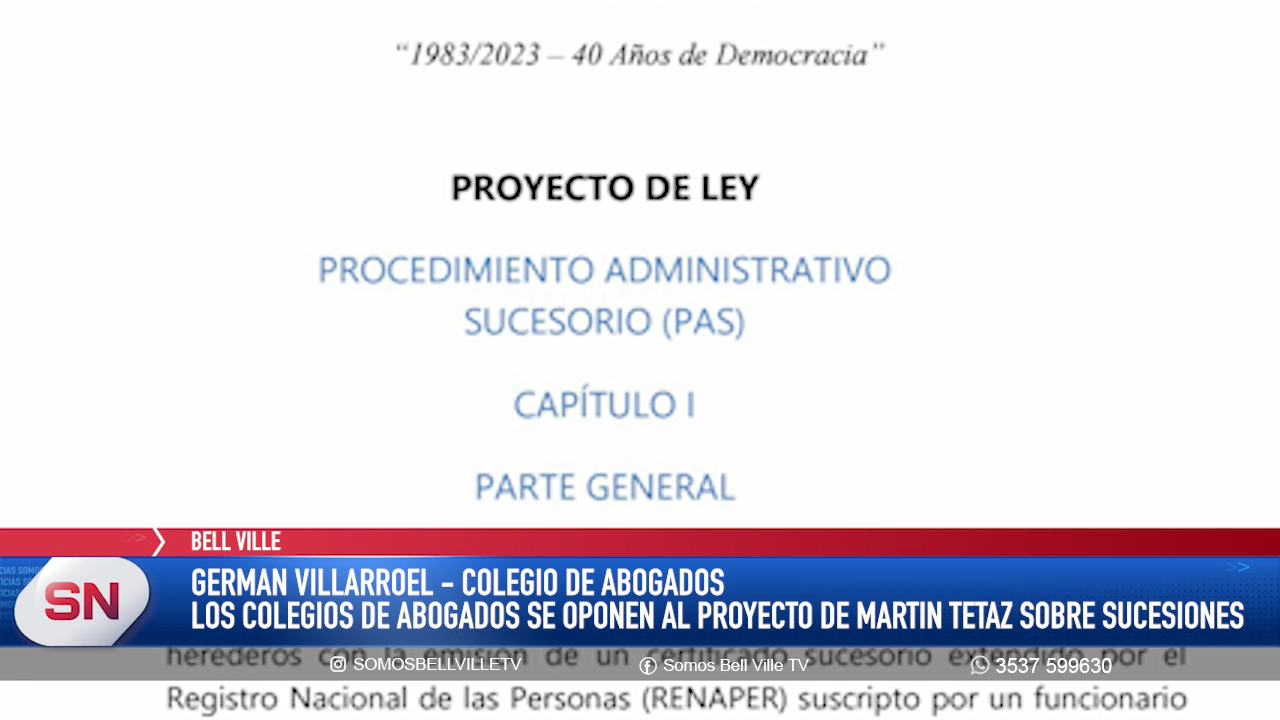 “1983/2023 – 40 Años de Democracia”
PROYECTO DE LEY
PROCEDIMIENTO ADMINISTRATIVO
SUCESORIO (PAS)
CAPÍTULO I
PARTE GENERAL
>> BELL VILLE
>>
SN
GERMAN VILLARROEL - COLEGIO DE ABOGADOS
LOS COLEGIOS DE ABOGADOS SE OPONEN AL PROYECTO DE MARTIN TETAZ SOBRE SUCESIONES
herederos con la emisión de un certificado sucesorio extendido por el
SOMOSBELLVILLETV Somos Bell Ville TV 3537 599630
Registro Nacional de las Personas (RENAPER) suscripto por un funcionario